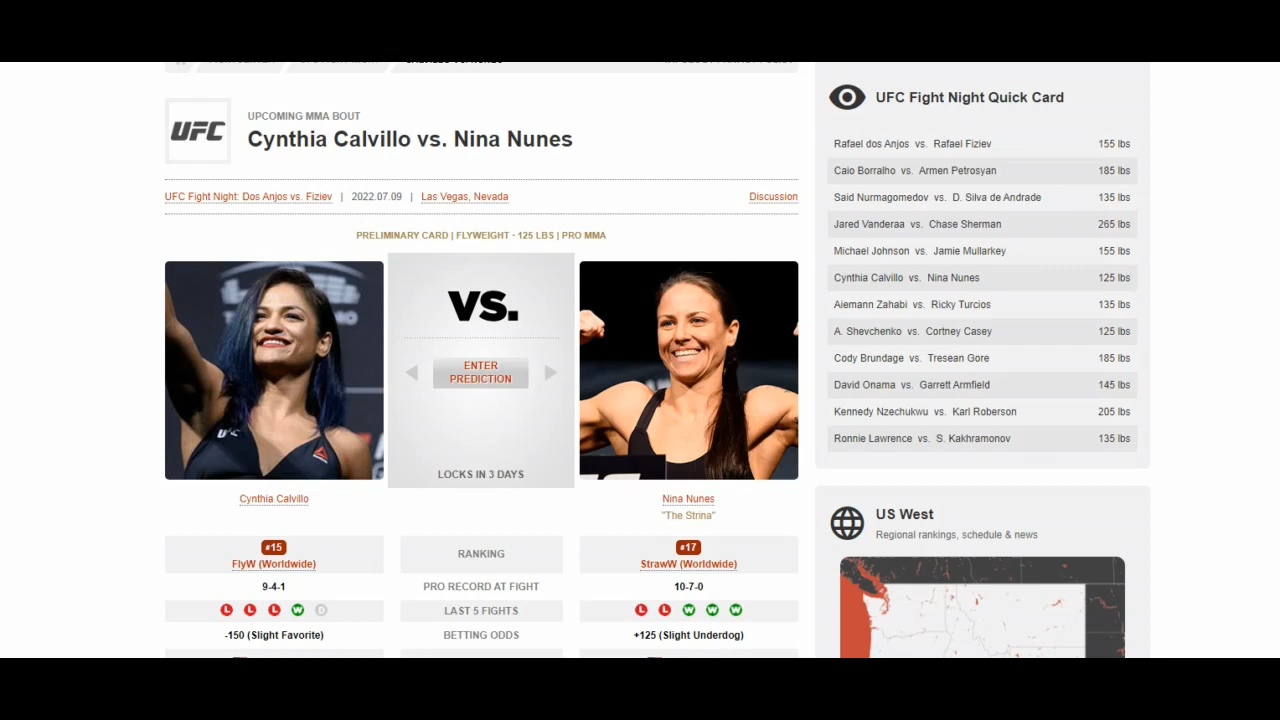 UPCOMING MMA BOUT
UFC
Cynthia Calvillo vs. Nina Nunes
UFC Fight Night: Dos Anjos vs. Fiziev | 2022.07.09 | Las Vegas, Nevada
Discussion
PRELIMINARY CARD | FLYWEIGHT · 125 LBS | PRO MMA
VS.
ENTER
PREDICTION
LOCKS IN 3 DAYS
Cynthia Calvillo
Nina Nunes
"The Strina"
#15
FlyW (Worldwide)
RANKING
#17
StrawW (Worldwide)
9-4-1
PRO RECORD AT FIGHT
10-7-0
L L L W D
LAST 5 FIGHTS
L L W W W
-150 (Slight Favorite)
BETTING ODDS
+125 (Slight Underdog)
UFC Fight Night Quick Card
Rafael dos Anjos vs. Rafael Fiziev 155 lbs
Caio Borralho vs. Armen Petrosyan 185 lbs
Said Nurmagomedov vs. D. Silva de Andrade 135 lbs
Jared Vanderaa vs. Chase Sherman 265 lbs
Michael Johnson vs. Jamie Mullarkey 155 lbs
Cynthia Calvillo vs. Nina Nunes 125 lbs
Aiemann Zahabi vs. Ricky Turcios 135 lbs
A. Shevchenko vs. Cortney Casey 125 lbs
Cody Brundage vs. Tresean Gore 185 lbs
David Onama vs. Garrett Armfield 145 lbs
Kennedy Nzechukwu vs. Karl Roberson 205 lbs
Ronnie Lawrence vs. S. Kakhramonov 135 lbs
US West
Regional rankings, schedule & news